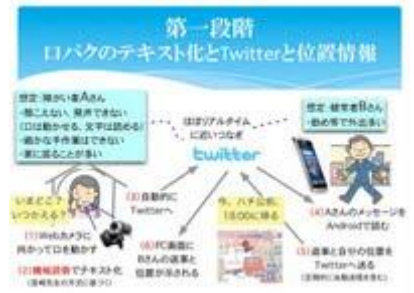 第一段階
口パクのテキスト化とTwitterと位置情報
想定:障がい者Aさん
・聞こえない、発声できない
(口は動かせる、文字は読める)
・細かな手作業はできない
・家に居ることが多い
ほぼリアルタイム
に近いつなぎ
twitter
想定:健常者Bさん
・勤め等で外出多い
いまどこ?
いつかえる?
(3)自動的に
Twitterへ
今、ハチ公前、
18:00に帰る
(4)AさんのメッセージをAndroidで読む
(1)Webカメラに
向かって口を動かす
(6)PC画面に
Bさんの返事と
位置が示される
(2)機械読唇でテキスト化
(5)返事と自分の位置を
Twitterへ送る